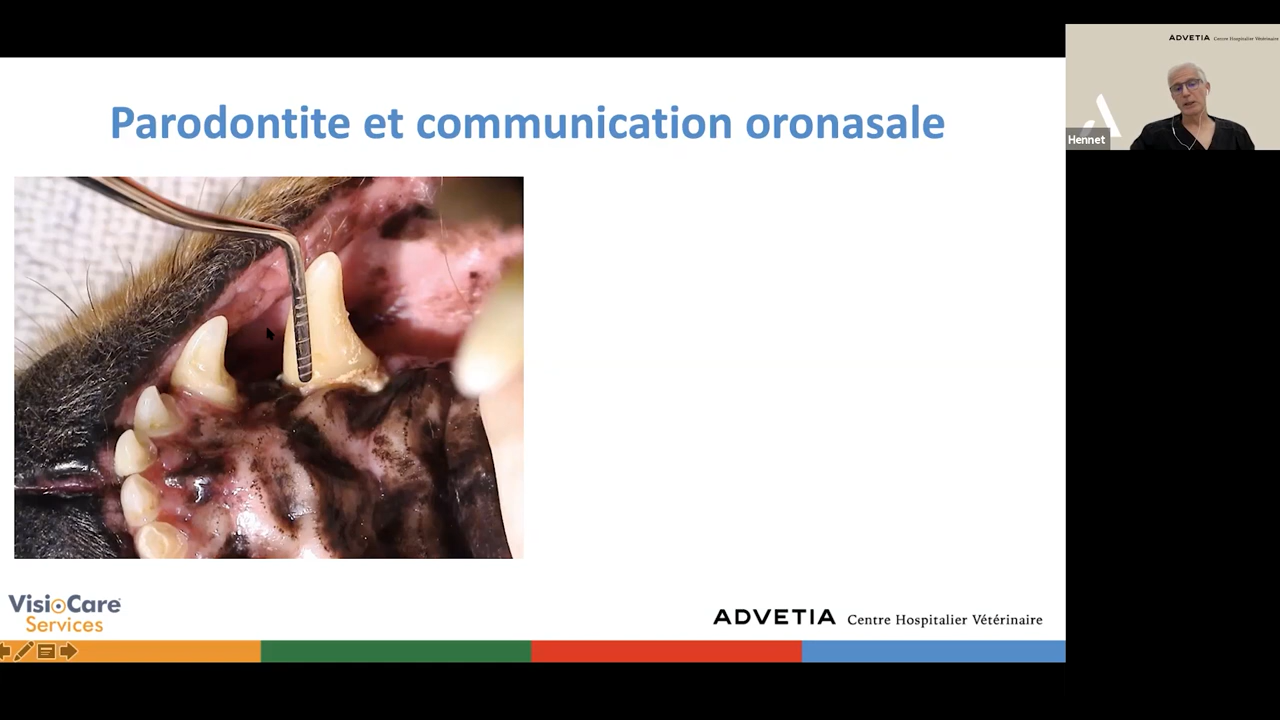 ADVETIA Centre Hospitalier Vétérinaire
Hennet
Parodontite et communication oronasale
VisioCare
Services
ADVETIA Centre Hospitalier Vétérinaire